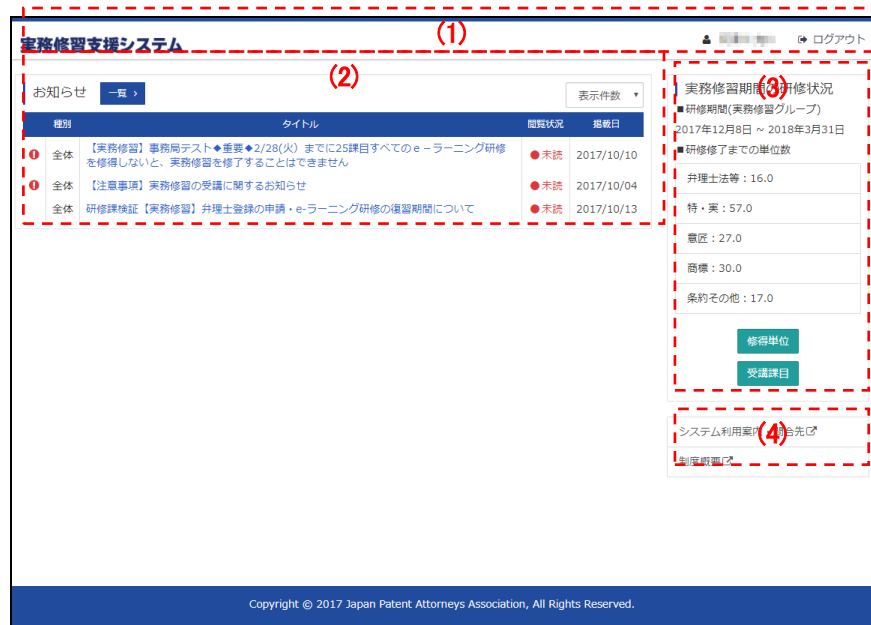 (1)
実務修習支援システム
ログアウト
(2)
お知らせ 一覧 ›
表示件数
種別 タイトル 閲覧状況 掲載日
全体 【実務修習】事務局テスト◆重要◆2/28(火) までに25課目すべてのe－ラーニング研修
を修得しないと、実務修習を修了することはできません
●未読 2017/10/10
全体 【注意事項】実務修習の受講に関するお知らせ ●未読 2017/10/04
全体 研修課検証【実務修習】弁理士登録の申請・e-ラーニング研修の復習期間について ●未読 2017/10/13
(3)
実務修習期間の研修状況
■研修期間(実務修習グループ)
2017年12月8日 ~ 2018年3月31日
■研修修了までの単位数
弁理士法等：16.0
特・実：57.0
意匠：27.0
商標：30.0
条約その他：17.0
修得単位
受講課目
(4)
システム利用案内 合先
制度概要
Copyright © 2017 Japan Patent Attorneys Association, All Rights Reserved.